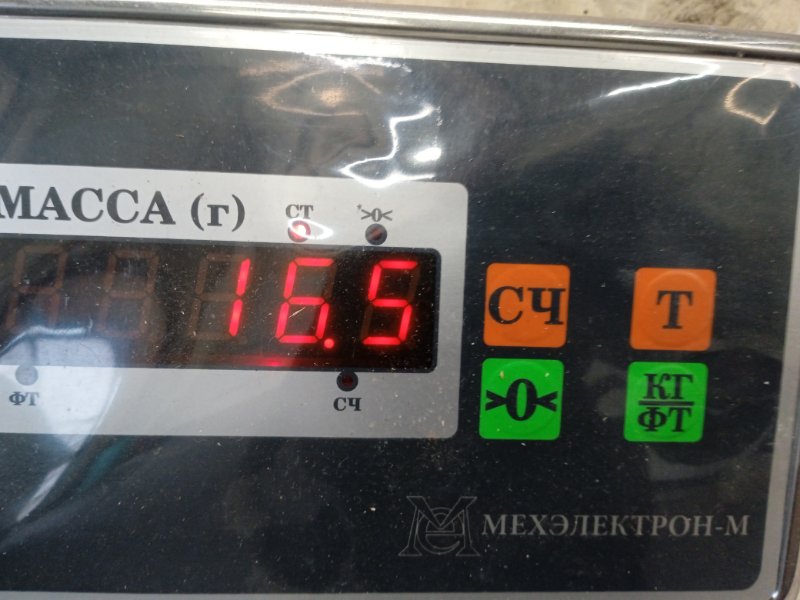 МАССА (г)
СТ
*>0<
16.5
ФТ
СЧ
СЧ
Т
>0<
КГ
ФТ
МЕХЭЛЕКТРОН-М